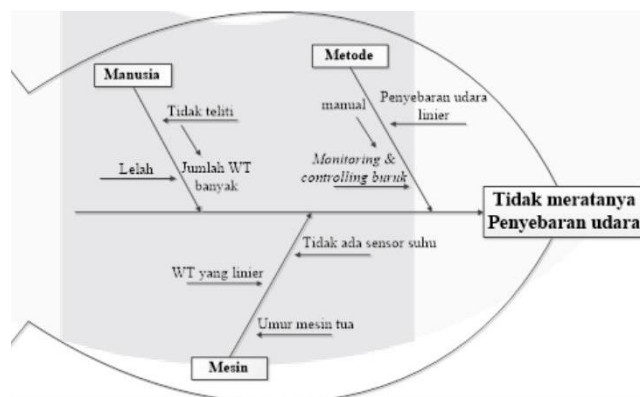 Manusia
Tidak teliti
Lelah
Jumlah WT
banyak
Metode
Penyebaran udara
linier
manual
Monitoring &
controlling buruk
Tidak meratanya
Penyebaran udara
Tidak ada sensor suhu
WT yang linier
Umur mesin tua
Mesin